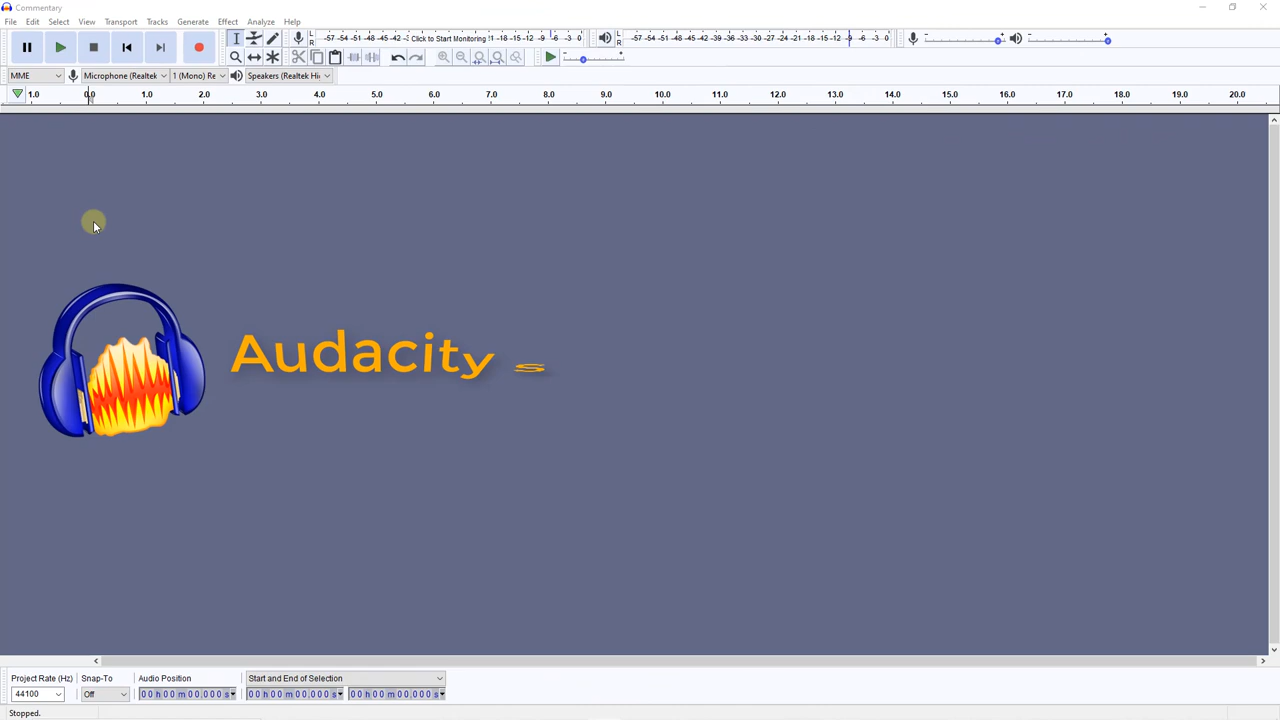 Commentary
File Edit Select View Transport Tracks Generate Effect Analyze Help
L R -57 -54 -51 -48 -45 -42 -3 Click to Start Monitoring !1 -18 -15 -12 -9 -6 -3 0
L R -57 -54 -51 -48 -45 -42 -39 -36 -33 -30 -27 -24 -21 -18 -15 -12 -9 -6 -3 0
MME Microphone (Realtek 1 (Mono) Re Speakers (Realtek Hi
1.0 0.0 1.0 2.0 3.0 4.0 5.0 6.0 7.0 8.0 9.0 10.0 11.0 12.0 13.0 14.0 15.0 16.0 17.0 18.0 19.0 20.0
Audacity s
Project Rate (Hz) Snap-To Audio Position Start and End of Selection
44100 Off 00 h 00 m 00.000 s 00 h 00 m 00.000 s 00 h 00 m 00.000 s
Stopped.